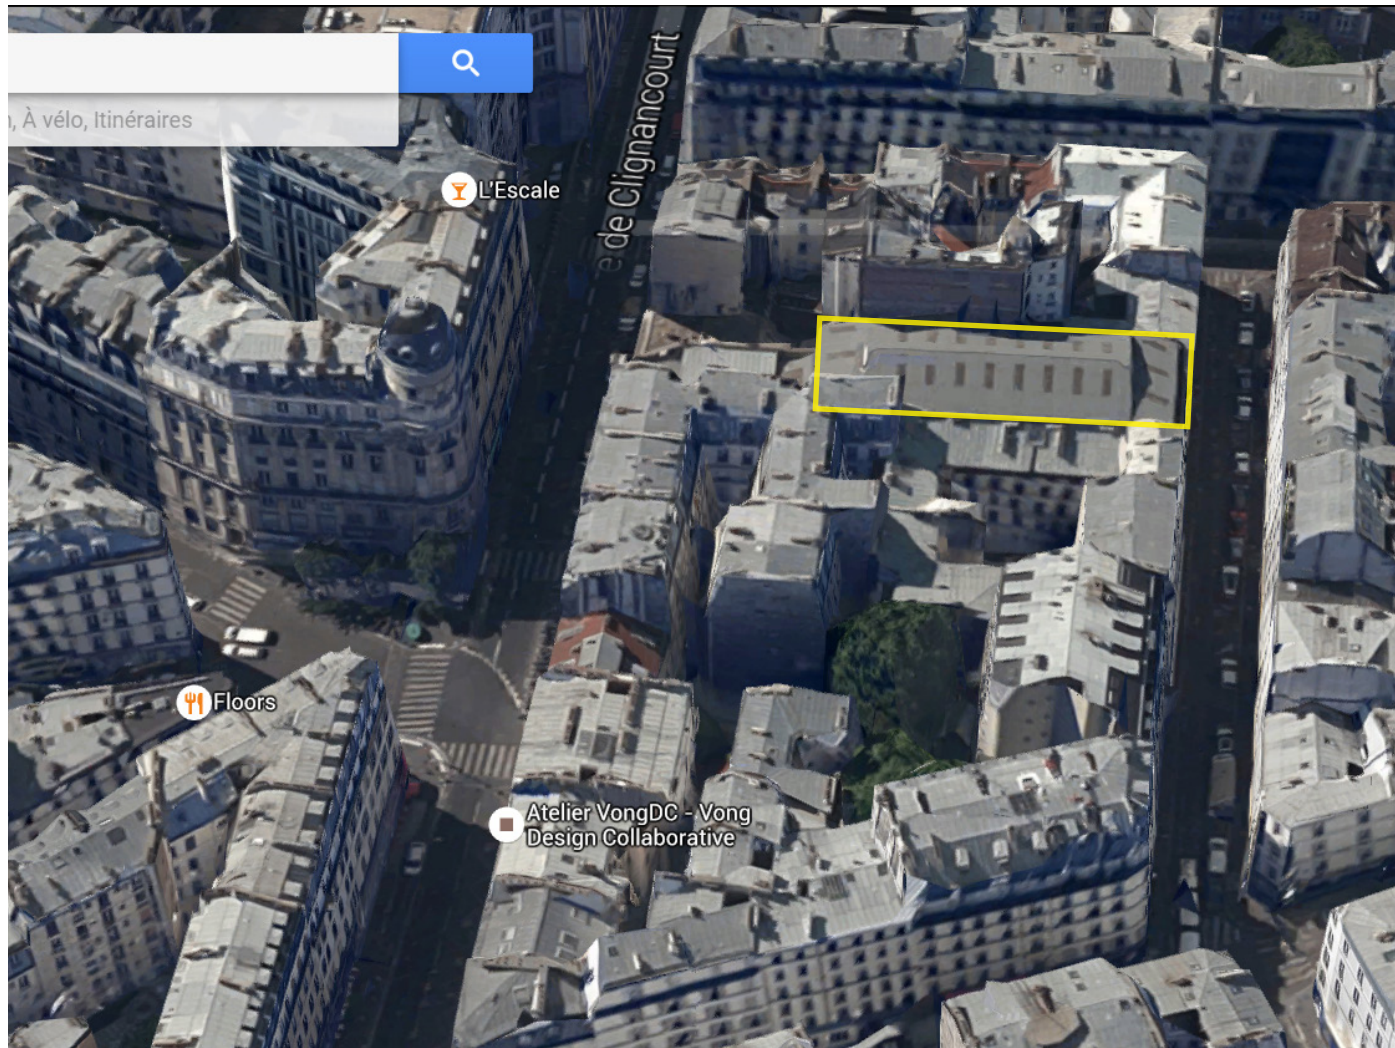 , À vélo, Itinéraires
e de Clignancourt
L'Escale
Floors
Atelier VongDC - Vong
Design Collaborative